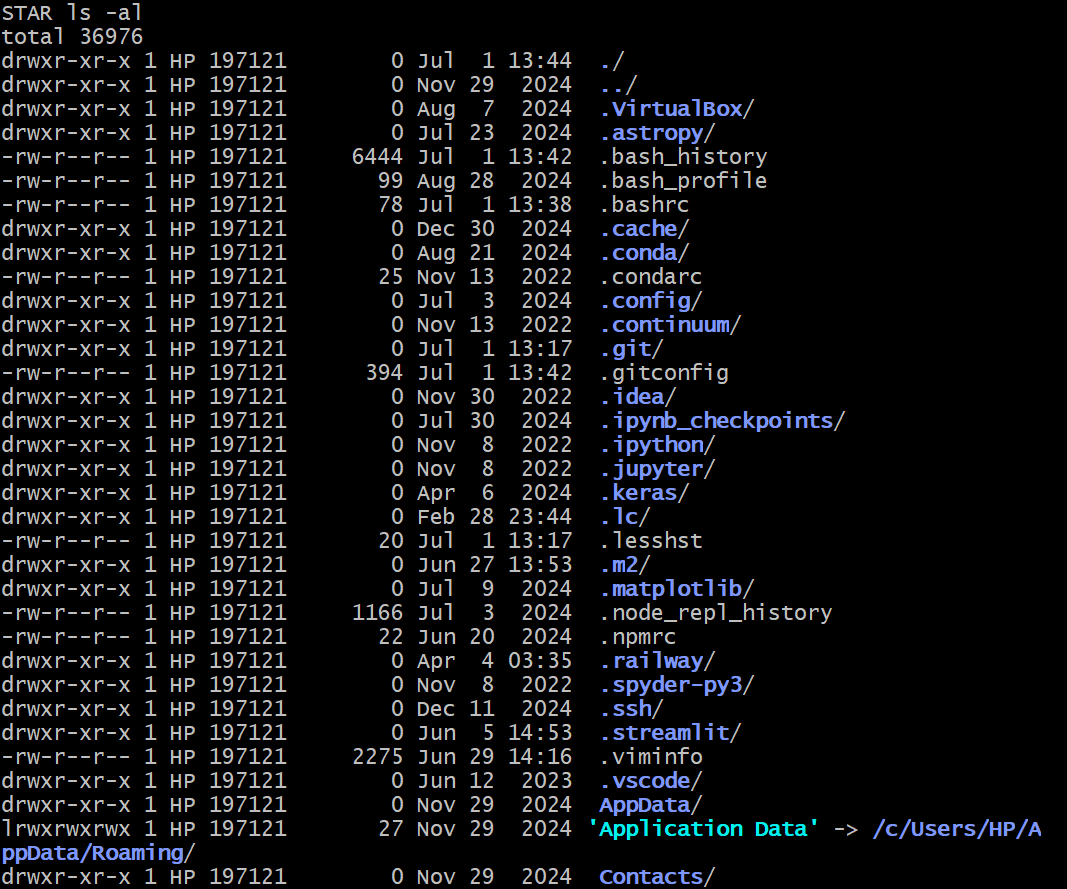 STAR ls -al
total 36976
drwxr-xr-x 1 HP 197121        0 Jul  1 13:44  ./
drwxr-xr-x 1 HP 197121        0 Nov 29  2024  ../
drwxr-xr-x 1 HP 197121        0 Aug  7  2024  .VirtualBox/
drwxr-xr-x 1 HP 197121        0 Jul 23  2024  .astropy/
-rw-r--r-- 1 HP 197121     6444 Jul  1 13:42  .bash_history
-rw-r--r-- 1 HP 197121       99 Aug 28  2024  .bash_profile
-rw-r--r-- 1 HP 197121       78 Jul  1 13:38  .bashrc
drwxr-xr-x 1 HP 197121        0 Dec 30  2024  .cache/
drwxr-xr-x 1 HP 197121        0 Aug 21  2024  .conda/
-rw-r--r-- 1 HP 197121       25 Nov 13  2022  .condarc
drwxr-xr-x 1 HP 197121        0 Jul  3  2024  .config/
drwxr-xr-x 1 HP 197121        0 Nov 13  2022  .continuum/
drwxr-xr-x 1 HP 197121        0 Jul  1 13:17  .git/
-rw-r--r-- 1 HP 197121      394 Jul  1 13:42  .gitconfig
drwxr-xr-x 1 HP 197121        0 Nov 30  2022  .idea/
drwxr-xr-x 1 HP 197121        0 Jul 30  2024  .ipynb_checkpoints/
drwxr-xr-x 1 HP 197121        0 Nov  8  2022  .ipython/
drwxr-xr-x 1 HP 197121        0 Nov  8  2022  .jupyter/
drwxr-xr-x 1 HP 197121        0 Apr  6  2024  .keras/
drwxr-xr-x 1 HP 197121        0 Feb 28 23:44  .lc/
-rw-r--r-- 1 HP 197121       20 Jul  1 13:17  .lesshst
drwxr-xr-x 1 HP 197121        0 Jun 27 13:53  .m2/
drwxr-xr-x 1 HP 197121        0 Jul  9  2024  .matplotlib/
-rw-r--r-- 1 HP 197121     1166 Jul  3  2024  .node_repl_history
-rw-r--r-- 1 HP 197121       22 Jun 20  2024  .npmrc
drwxr-xr-x 1 HP 197121        0 Apr  4 03:35  .railway/
drwxr-xr-x 1 HP 197121        0 Nov  8  2022  .spyder-py3/
drwxr-xr-x 1 HP 197121        0 Dec 11  2024  .ssh/
drwxr-xr-x 1 HP 197121        0 Jun  5 14:53  .streamlit/
-rw-r--r-- 1 HP 197121     2275 Jun 29 14:16  .viminfo
drwxr-xr-x 1 HP 197121        0 Jun 12  2023  .vscode/
drwxr-xr-x 1 HP 197121        0 Nov 29  2024  AppData/
lrwxrwxrwx 1 HP 197121       27 Nov 29  2024 'Application Data' -> /c/Users/HP/A
ppData/Roaming/
drwxr-xr-x 1 HP 197121        0 Nov 29  2024  Contacts/